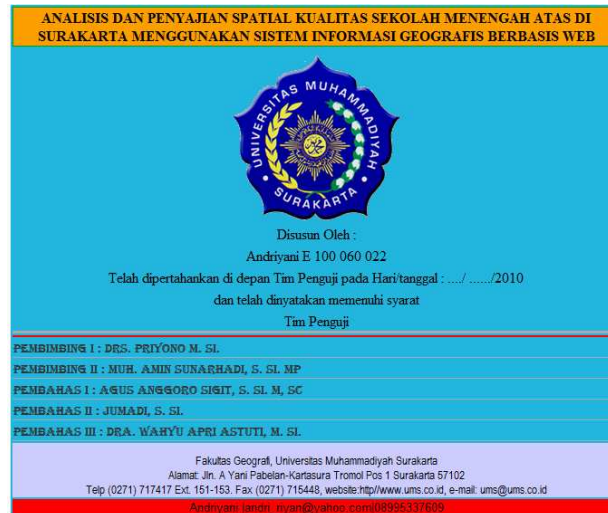 ANALISIS DAN PENYAJIAN SPATIAL KUALITAS SEKOLAH MENENGAH ATAS DI
SURAKARTA MENGGUNAKAN SISTEM INFORMASI GEOGRAFIS BERBASIS WEB
UNIVERSITAS MUHAMMADIYAH
SURAKARTA
Disusun Oleh :
Andriyani E 100 060 022
Telah dipertahankan di depan Tim Penguji pada Hari/tanggal : ..../ ....../2010
dan telah dinyatakan memenuhi syarat
Tim Penguji
PEMBIMBING I : DRS. PRIYONO M. SI.
PEMBIMBING II : MUH. AMIN SUNARHADI, S. SI. MP
PEMBAHAS I : AGUS ANGGORO SIGIT, S. SI. M, SC
PEMBAHAS II : JUMADI, S. SI.
PEMBAHAS III : DRA. WAHYU APRI ASTUTI, M. SI.
Fakultas Geografi, Universitas Muhammadiyah Surakarta
Alamat: Jln. A Yani Pabelan-Kartasura Tromol Pos 1 Surakarta 57102
Telp (0271) 717417 Ext. 151-153. Fax (0271) 715448, website:http//www.ums.co.id, e-mail: ums@ums.co.id
Andriyani |andri_nyan@yahoo.com|08995337609